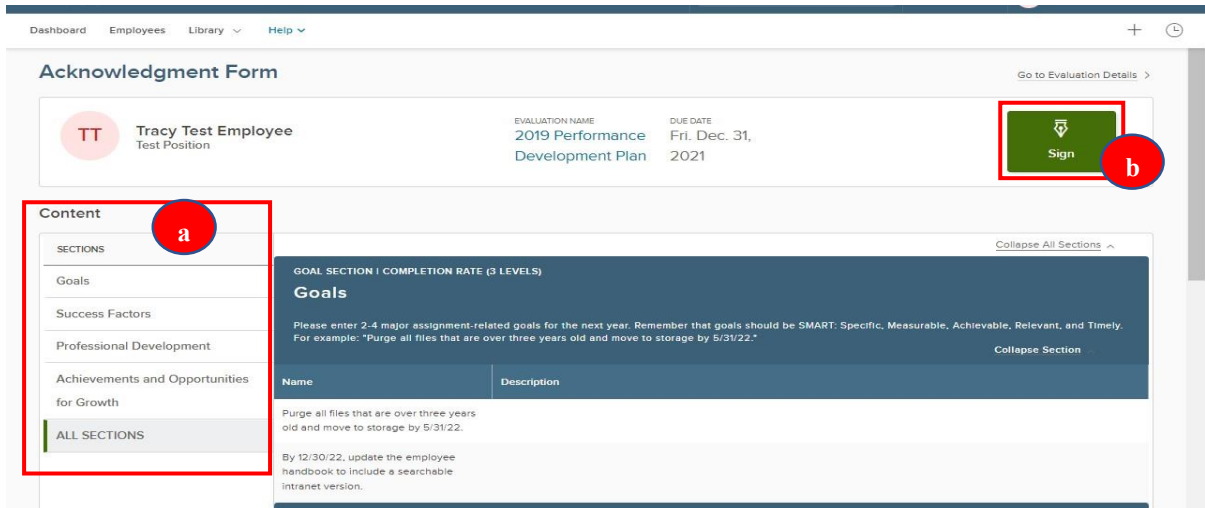 Dashboard Employees Library Help
Acknowledgment Form
Go to Evaluation Details >
TT
Tracy Test Employee
Test Position
EVALUATION NAME
2019 Performance
Development Plan
DUE DATE
Fri. Dec. 31,
2021
Sign
b
Content
a
SECTIONS
Goals
Success Factors
Professional Development
Achievements and Opportunities
for Growth
ALL SECTIONS
Collapse All Sections
GOAL SECTION I COMPLETION RATE (3 LEVELS)
Goals
Please enter 2-4 major assignment-related goals for the next year. Remember that goals should be SMART: Specific, Measurable, Achievable, Relevant, and Timely.
For example: "Purge all files that are over three years old and move to storage by 5/31/22."
Collapse Section
Name Description
Purge all files that are over three years
old and move to storage by 5/31/22.
By 12/30/22, update the employee
handbook to include a searchable
intranet version.